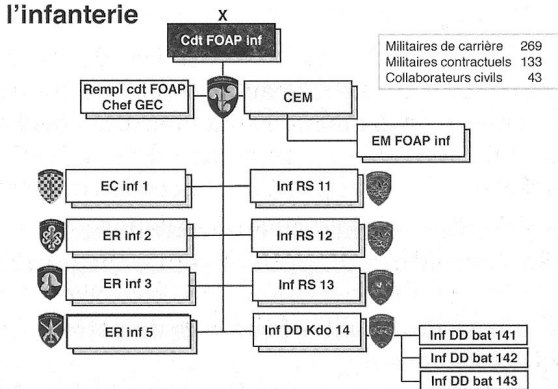 l'infanterie
X
Cdt FOAP inf
Militaires de carrière 269
Militaires contractuels 133
Collaborateurs civils 43
Rempl cdt FOAP
Chef GEC
CEM
EM FOAP inf
EC inf 1
Inf RS 11
ER inf 2
Inf RS 12
ER inf 3
Inf RS 13
ER inf 5
Inf DD Kdo 14
Inf DD bat 141
Inf DD bat 142
Inf DD bat 143